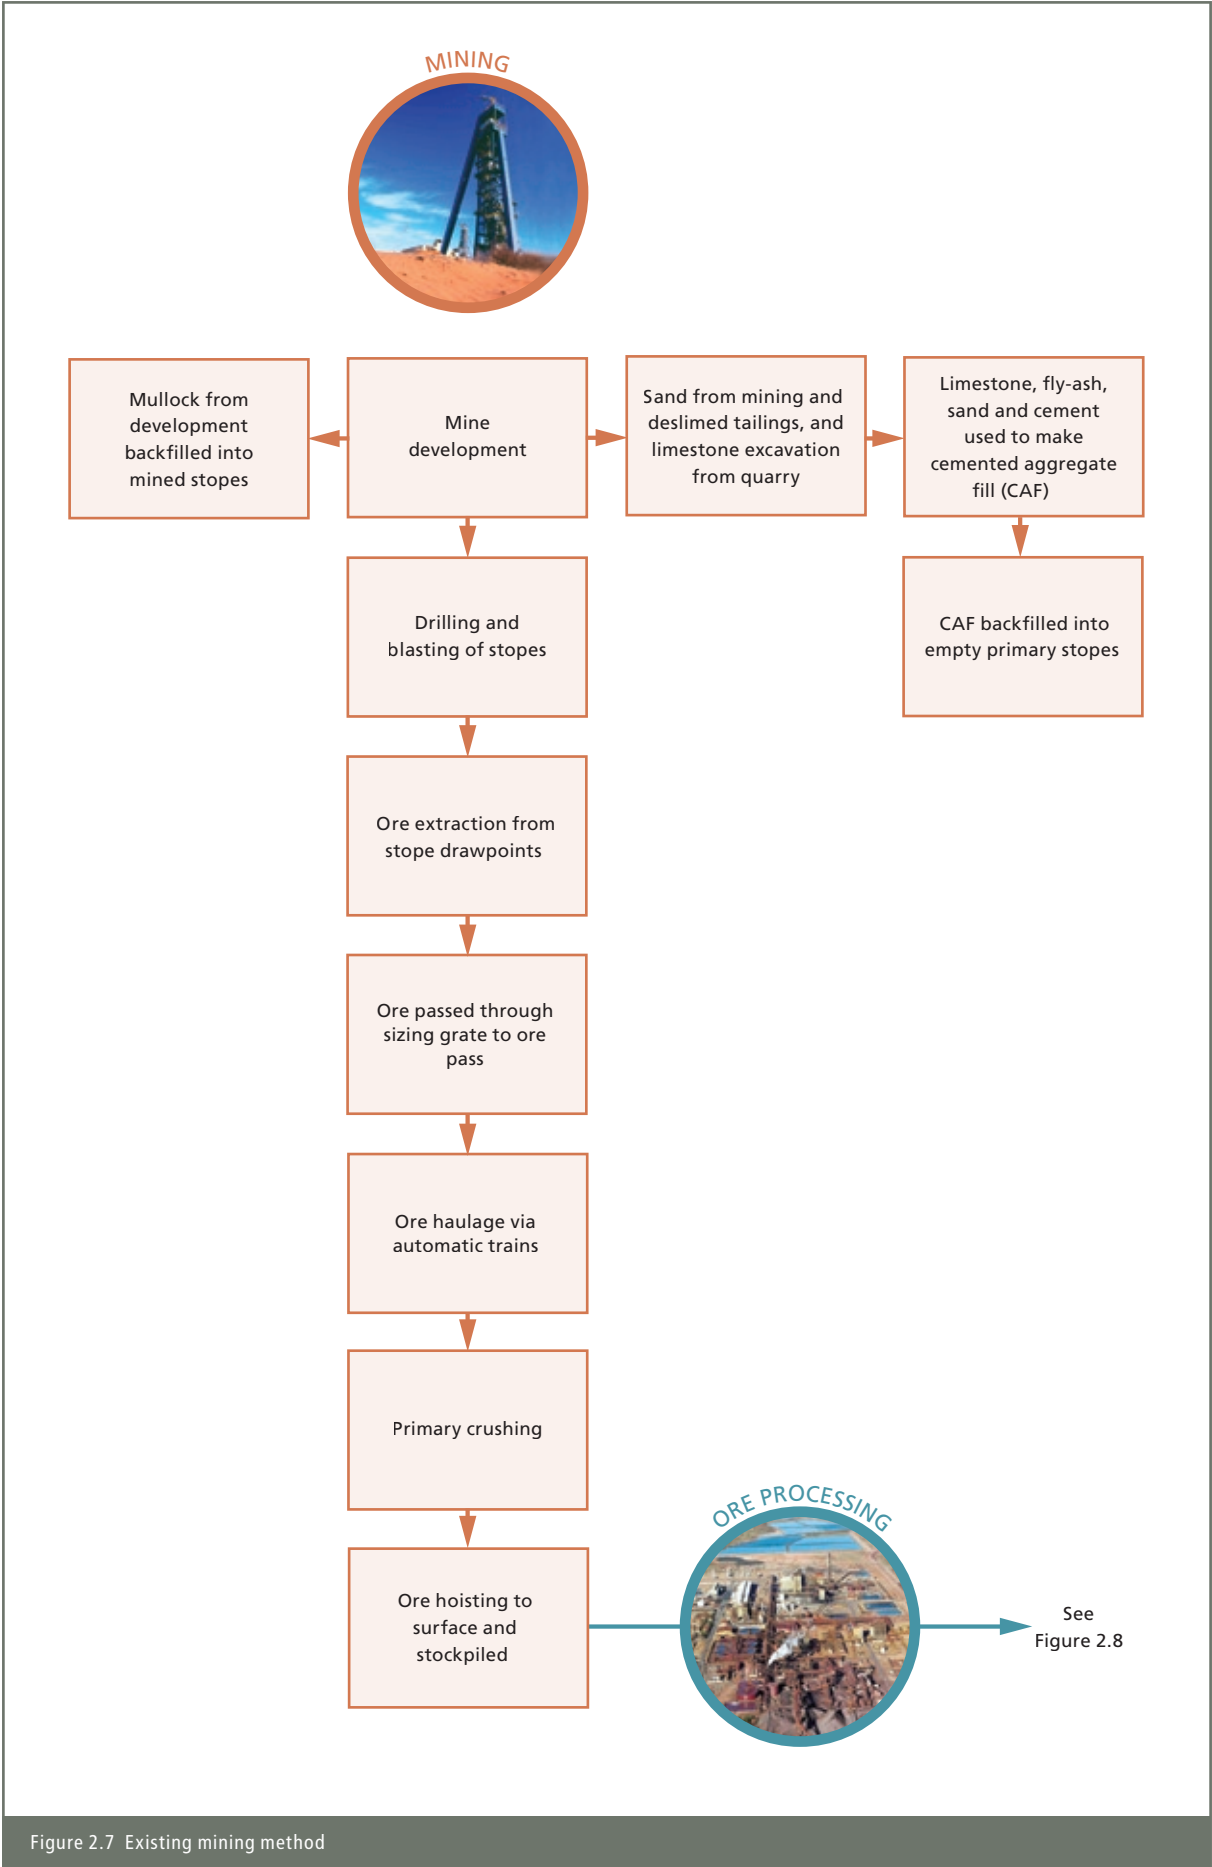 MINING
Mullock from
development
backfilled into
mined stopes
Mine
development
Sand from mining and
deslimed tailings, and
limestone excavation
from quarry
Limestone, fly-ash,
sand and cement
used to make
cemented aggregate
fill (CAF)
Drilling and
blasting of stopes
CAF backfilled into
empty primary stopes
Ore extraction from
stope drawpoints
Ore passed through
sizing grate to ore
pass
Ore haulage via
automatic trains
Primary crushing
Ore hoisting to
surface and
stockpiled
ORE PROCESSING
See
Figure 2.8
Figure 2.7 Existing mining method